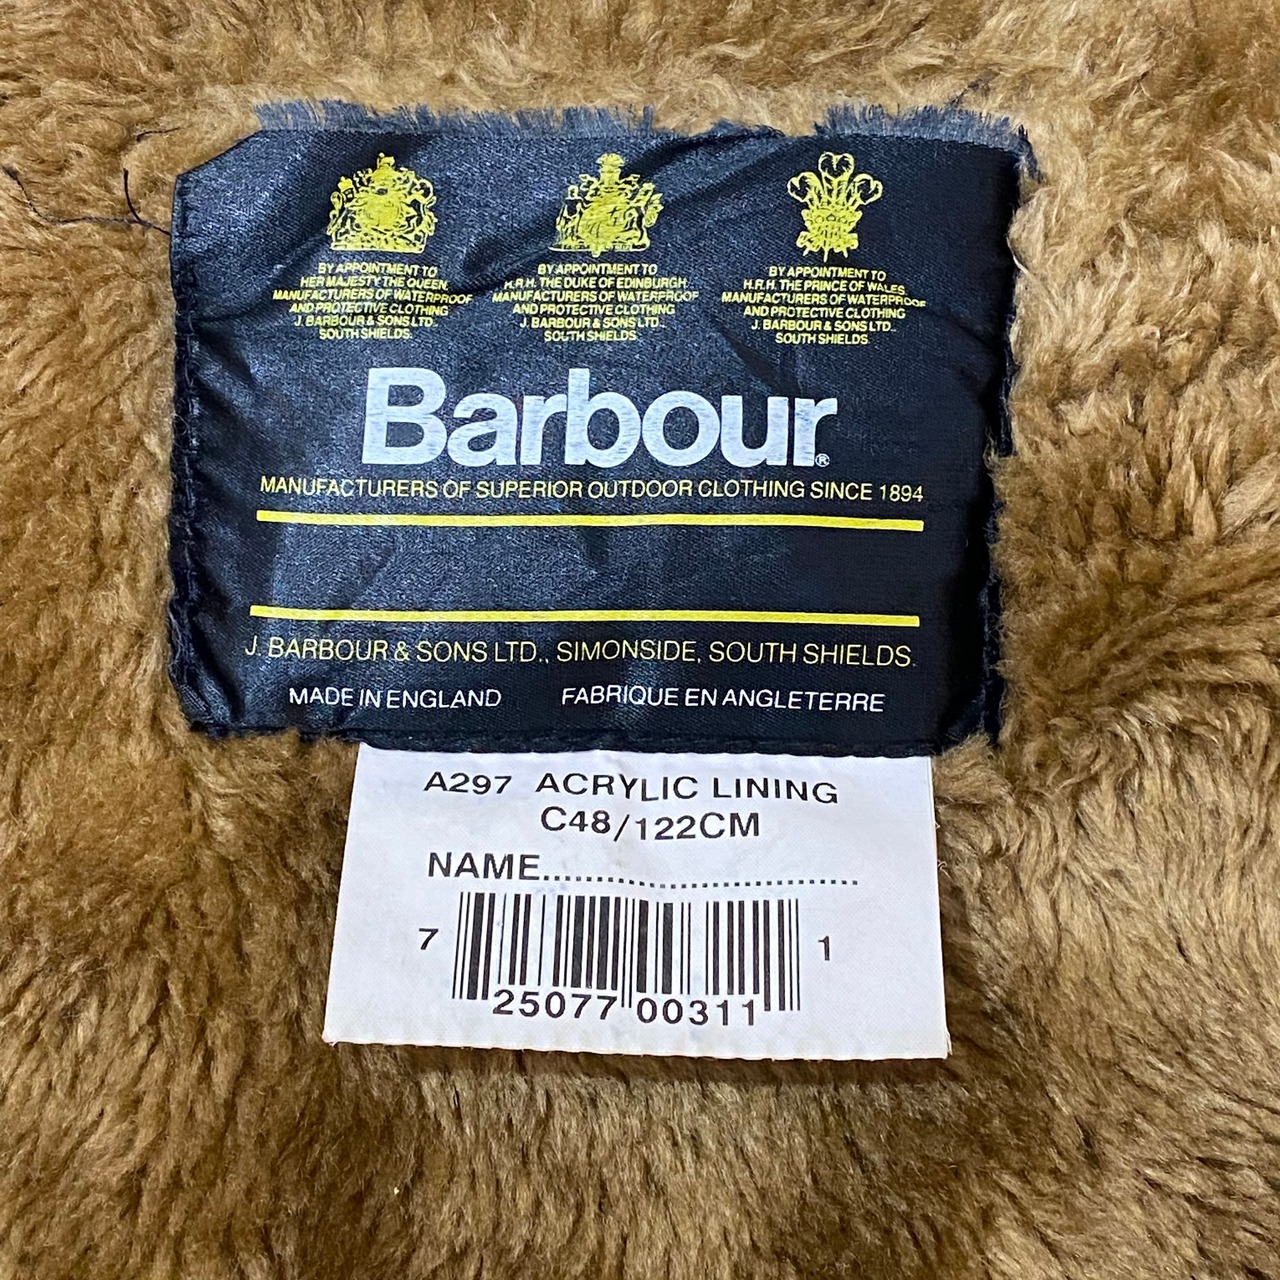 BY APPOINTMENT TO
HER MAJESTY THE QUEEN.
MANUFACTURERS OF WATERPROOF
AND PROTECTIVE CLOTHING
J. BARBOUR & SONS LTD.
SOUTH SHIELDS.
BY APPOINTMENT TO
H.R.H. THE DUKE OF EDINBURGH.
MANUFACTURERS OF WATERPROOF
AND PROTECTIVE CLOTHING
J. BARBOUR & SONS LTD.
SOUTH SHIELDS.
BY APPOINTMENT TO
H.R.H. THE PRINCE OF WALES.
MANUFACTURERS OF WATERPROOF
AND PROTECTIVE CLOTHING
J. BARBOUR & SONS LTD.
SOUTH SHIELDS.
Barbour®
MANUFACTURERS OF SUPERIOR OUTDOOR CLOTHING SINCE 1894
J. BARBOUR & SONS LTD., SIMONSIDE, SOUTH SHIELDS.
MADE IN ENGLAND FABRIQUE EN ANGLETERRE
A297 ACRYLIC LINING
C48/122CM
NAME................................
7 25077 00311 1